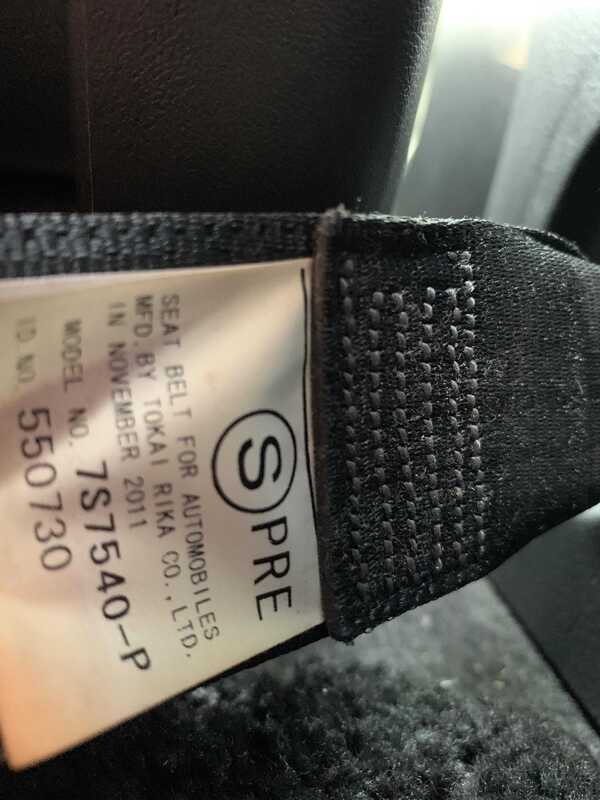 S PRE
SEAT BELT FOR AUTOMOBILES
MFD. BY TOKAI RIKA CO., LTD.
IN NOVEMBER 2011
MODEL NO. 7S7540-P
ID.NO. 550730